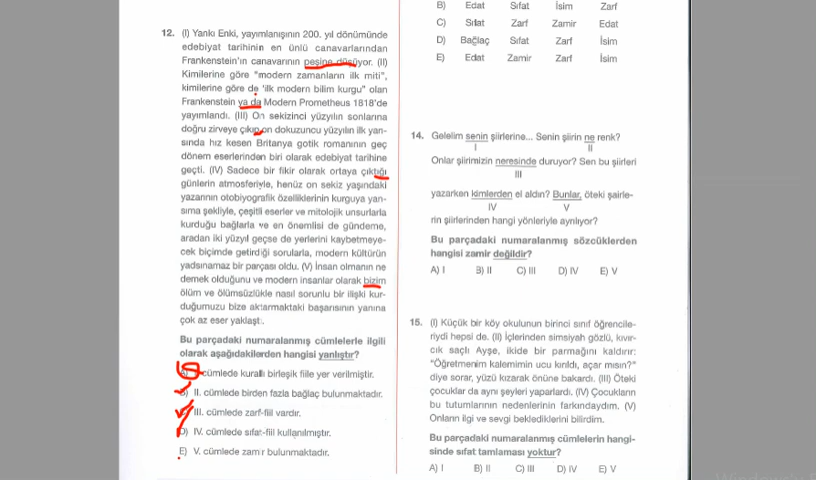 12. (I) Yankı Enki, yayımlanışının 200. yıl dönümünde
edebiyat tarihinin en ünlü canavarlarından
Frankenstein'ın canavarının peşine düşüyor. (II)
Kimilerine göre "modern zamanların ilk miti",
kimilerine göre de 'ilk modern bilim kurgu" olan
Frankenstein ya da Modern Prometheus 1818'de
yayımlandı. (III) On sekizinci yüzyılın sonlarına
doğru zirveye çıkıp on dokuzuncu yüzyılın ilk yarı-
sında hız kesen Britanya gotik romanının geç
dönem eserlerinden biri olarak edebiyat tarihine
geçti. (IV) Sadece bir fikir olarak ortaya çıktığı
günlerin atmosferiyle, henüz on sekiz yaşındaki
yazarının otobiyografik özelliklerinin kurguya yan-
sıma şekliyle, çeşitli eserler ve mitolojik unsurlarla
kurduğu bağlarla ve en önemlisi de gündeme,
aradan iki yüzyıl geçse de yerlerini kaybetmeye-
cek biçimde getirdiği sorularla, modern kültürün
yadsınamaz bir parçası oldu. (V) İnsan olmanın ne
demek olduğunu ve modern insanlar olarak bizim
ölüm ve ölümsüzlükle nasıl sorunlu bir ilişki kur-
duğumuzu bize aktarmaktaki başarısının yanına
çok az eser yaklaştı.
Bu parçadaki numaralanmış cümlelerle ilgili
olarak aşağıdakilerden hangisi yanlıştır?
cümlede kurallı birleşik fiile yer verilmiştir.
B) II. cümlede birden fazla bağlaç bulunmaktadır.
III. cümlede zarf-fiil vardır.
D) IV. cümlede sıfat-fiil kullanılmıştır.
E) V. cümlede zamir bulunmaktadır.
B) Edat Sıfat İsim Zarf
C) Sıfat Zarf Zamir Edat
D) Bağlaç Sıfat Zarf İsim
E) Edat Zamir Zarf İsim
14. Gelelim senin şiirlerine... Senin şiirin ne renk?
I II
Onlar şiirimizin neresinde duruyor? Sen bu şiirleri
III
yazarken kimlerden el aldın? Bunlar, öteki şairle-
IV V
rin şiirlerinden hangi yönleriyle ayrılıyor?
Bu parçadaki numaralanmış sözcüklerden
hangisi zamir değildir?
A) I B) II C) III D) IV E) V
15. (I) Küçük bir köy okulunun birinci sınıf öğrencile-
riydi hepsi de. (II) İçlerinden simsiyah gözlü, kıvır-
cık saçlı Ayşe, ikide bir parmağını kaldırır:
"Öğretmenim kalemimin ucu kırıldı, açar mısın?"
diye sorar, yüzü kızarak önüne bakardı. (III) Öteki
çocuklar da aynı şeyleri yaparlardı. (IV) Çocukların
bu tutumlarının nedenlerinin farkındaydım. (V)
Onların ilgi ve sevgi beklediklerini bilirdim.
Bu parçadaki numaralanmış cümlelerin hangi-
sinde sıfat tamlaması yoktur?
A) I B) II C) III D) IV E) V